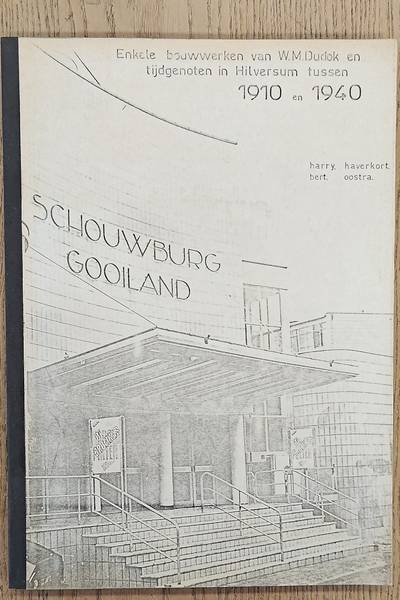 Enkele bouwwerken van W.M.Dudok en
tijdgenoten in Hilversum tussen
1910 en 1940
harry, haverkort,
bert, oostra.
SCHOUWBURG
GOOILAND